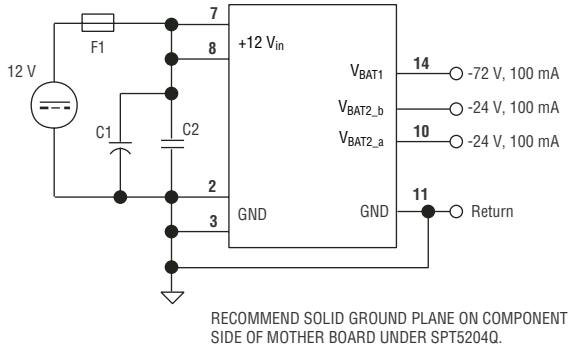 7
F1
8
+12 Vin
12 V
VBAT1
14
-72 V, 100 mA
VBAT2_b
-24 V, 100 mA
C1
C2
VBAT2_a
10
-24 V, 100 mA
2
GND
3
GND
11
Return
RECOMMEND SOLID GROUND PLANE ON COMPONENT
SIDE OF MOTHER BOARD UNDER SPT5204Q.